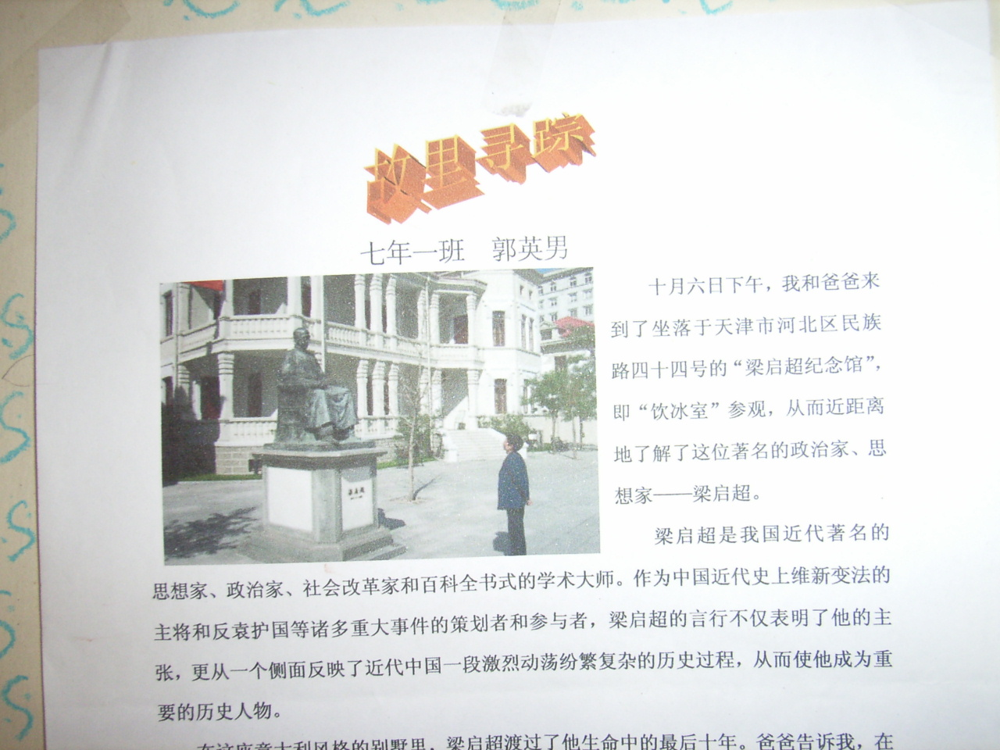 故里寻踪
七年一班 郭英男
十月六日下午，我和爸爸来
到了坐落于天津市河北区民族
路四十四号的“梁启超纪念馆”，
即“饮冰室”参观，从而近距离
地了解了这位著名的政治家、思
想家——梁启超。
梁启超是我国近代著名的
思想家、政治家、社会改革家和百科全书式的学术大师。作为中国近代史上维新变法的
主将和反袁护国等诸多重大事件的策划者和参与者，梁启超的言行不仅表明了他的主
张，更从一个侧面反映了近代中国一段激烈动荡纷繁复杂的历史过程，从而使他成为重
要的历史人物。
在这座意大利风格的别墅里，梁启超渡过了他生命中的最后十年。爸爸告诉我，在